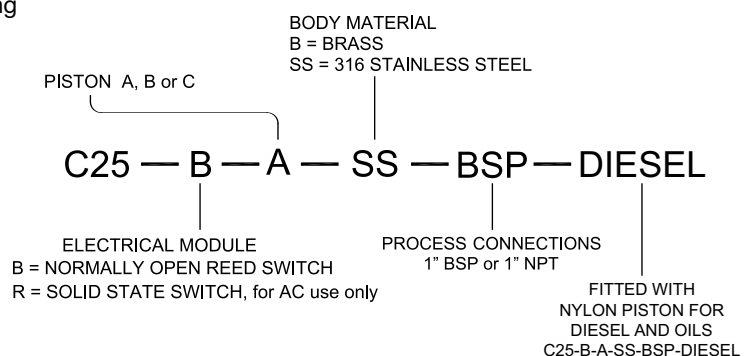 ng
BODY MATERIAL
B = BRASS
SS = 316 STAINLESS STEEL
PISTON A, B or C
C25 — B — A — SS — BSP — DIESEL
ELECTRICAL MODULE
B = NORMALLY OPEN REED SWITCH
R = SOLID STATE SWITCH, for AC use only
PROCESS CONNECTIONS
1” BSP or 1” NPT
FITTED WITH
NYLON PISTON FOR
DIESEL AND OILS
C25-B-A-SS-BSP-DIESEL